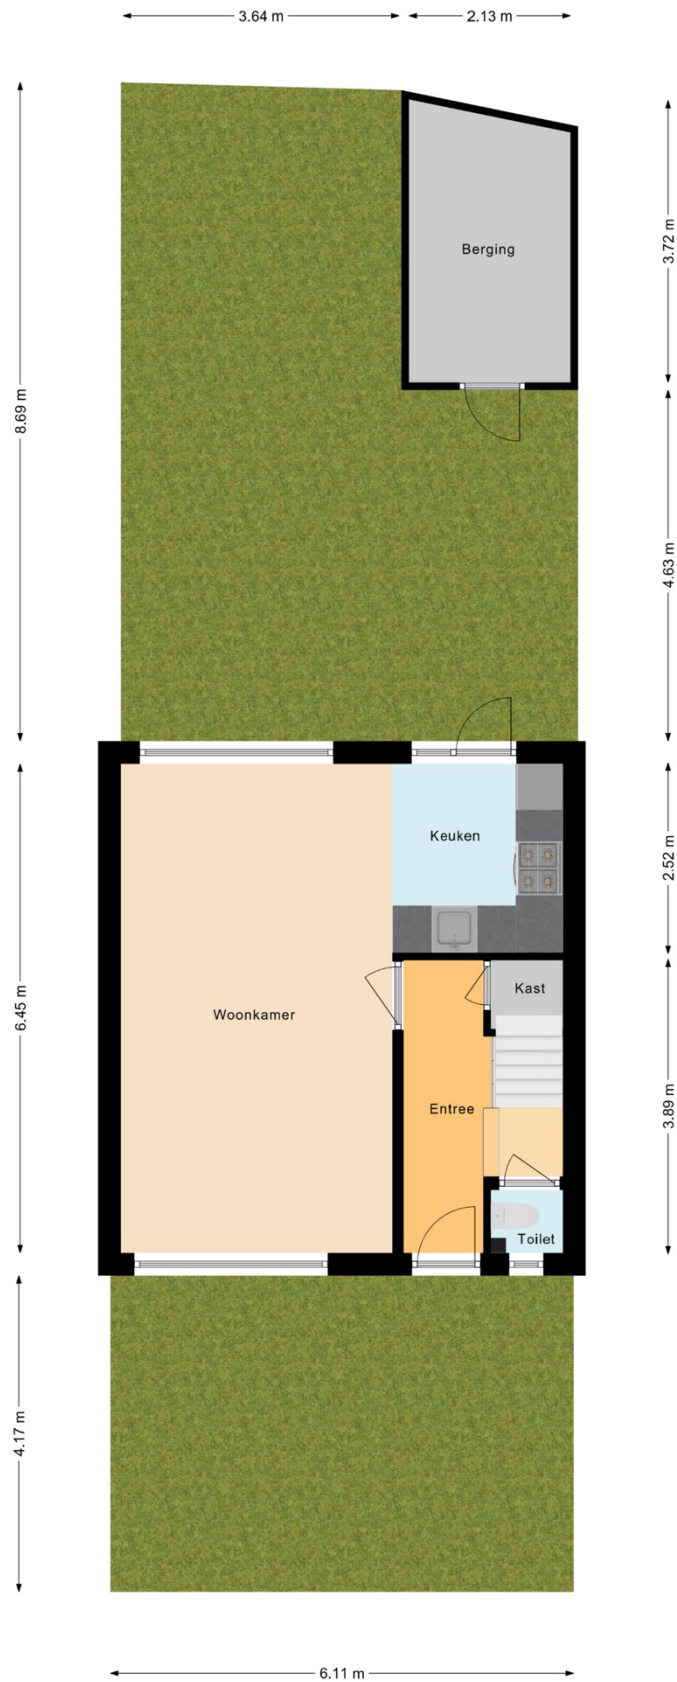 3.64 m
2.13 m
Berging
3.72 m
8.69 m
4.63 m
Keuken
2.52 m
Kast
Woonkamer
6.45 m
Entree
3.89 m
Toilet
4.17 m
6.11 m